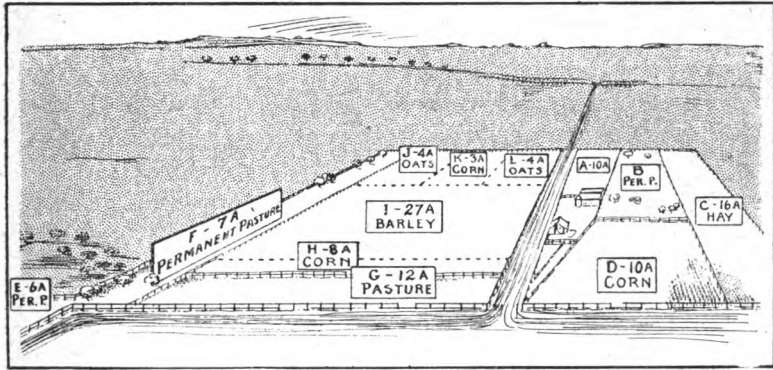 J-4A
OATS
K-3A
CORN
L-4A
OATS
A-10A
B
PER. P.
C-16A
HAY
F-7A
PERMANENT PASTURE
I-27A
BARLEY
H-8A
CORN
G-12A
PASTURE
D-10A
CORN
E-6A
PER. P.